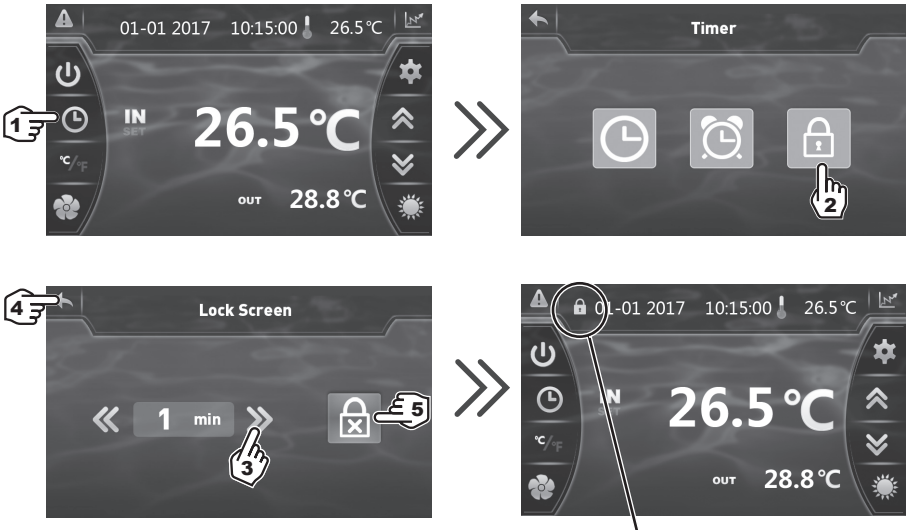 01-01 2017 10:15:00 26.5°C
1
IN
SET
26.5°C
°C/°F
OUT 28.8°C
Timer
2
4
Lock Screen
1 min
5
3
01-01 2017 10:15:00 26.5°C
IN
SET
26.5°C
°C/°F
OUT 28.8°C